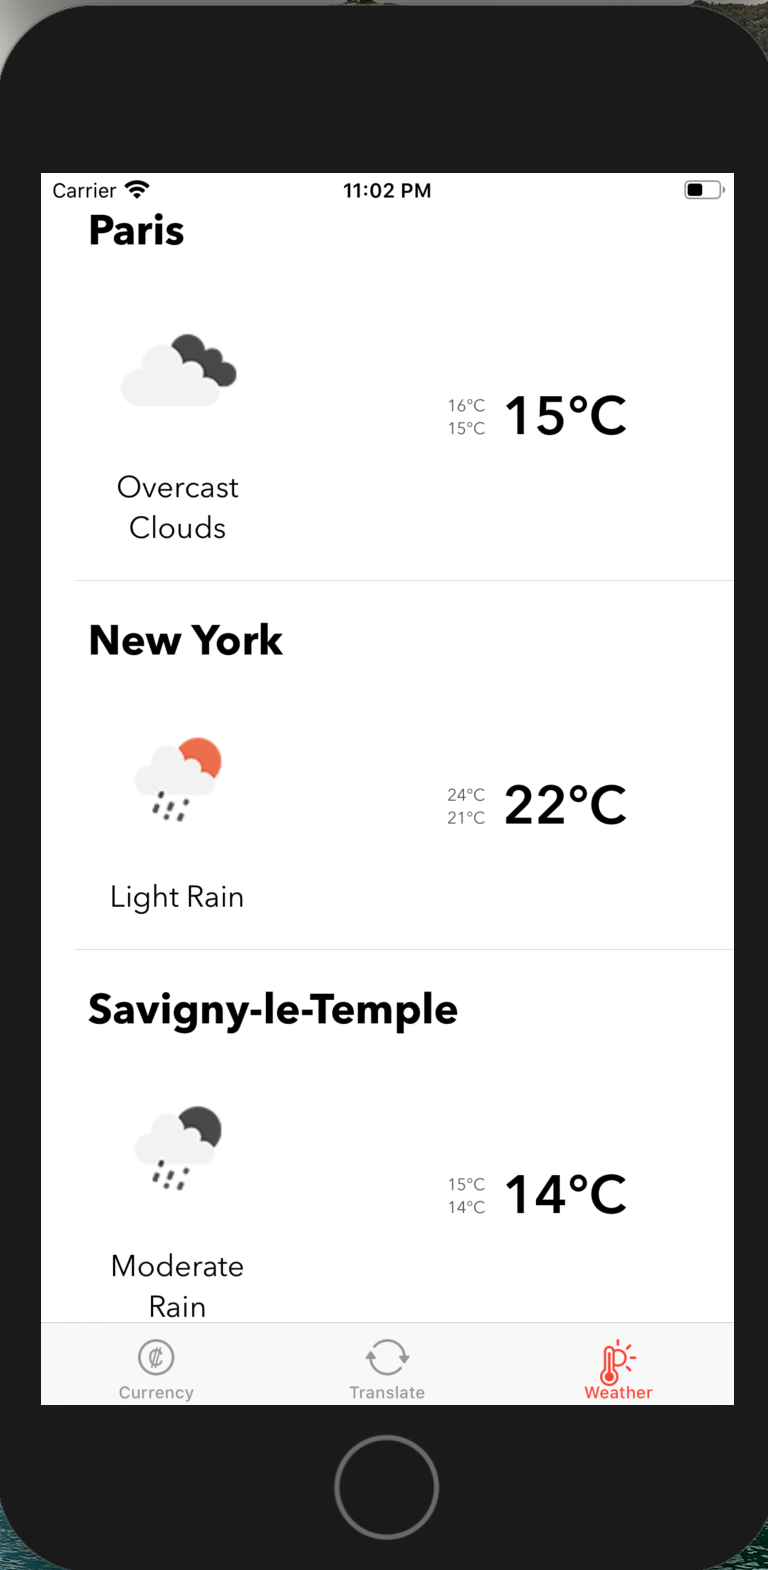 Carrier 11:02 PM
Paris
16°C
15°C
15°C
Overcast
Clouds
New York
24°C
21°C
22°C
Light Rain
Savigny-le-Temple
15°C
14°C
14°C
Moderate
Rain
Currency Translate Weather